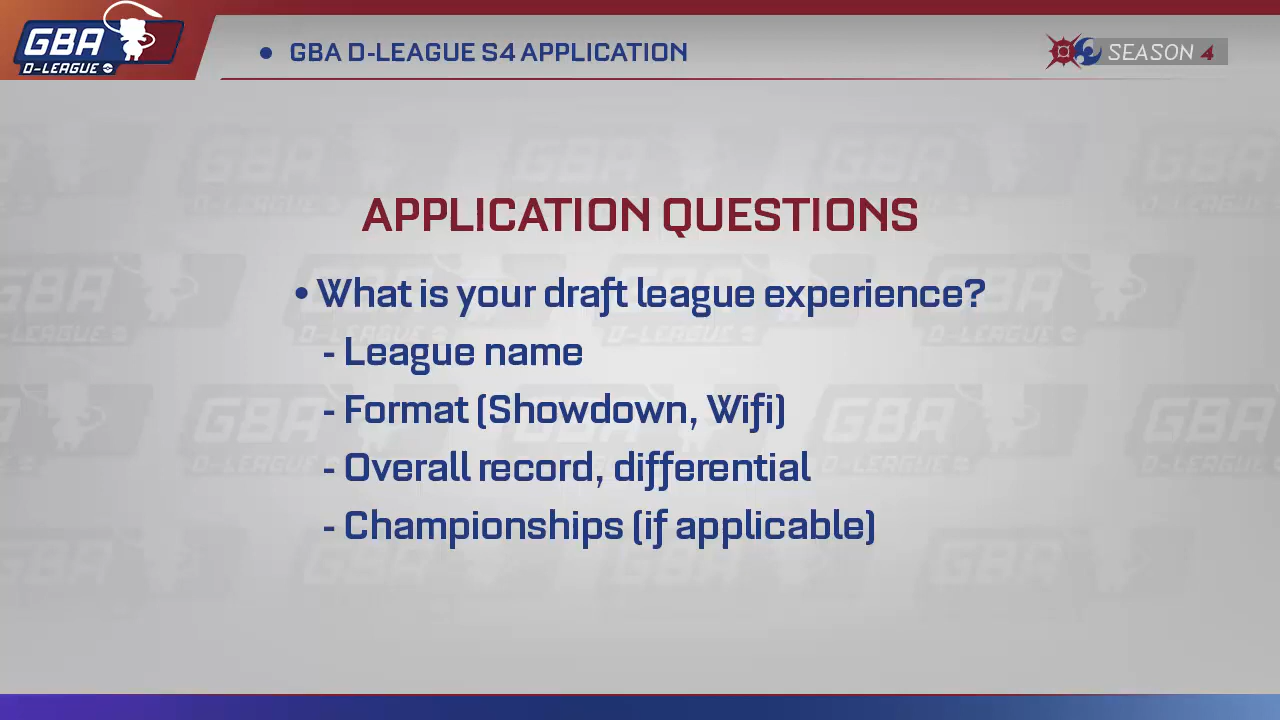 GBA
D-LEAGUE
• GBA D-LEAGUE S4 APPLICATION
SEASON 4
APPLICATION QUESTIONS
• What is your draft league experience?
- League name
- Format (Showdown, Wifi)
- Overall record, differential
- Championships (if applicable)